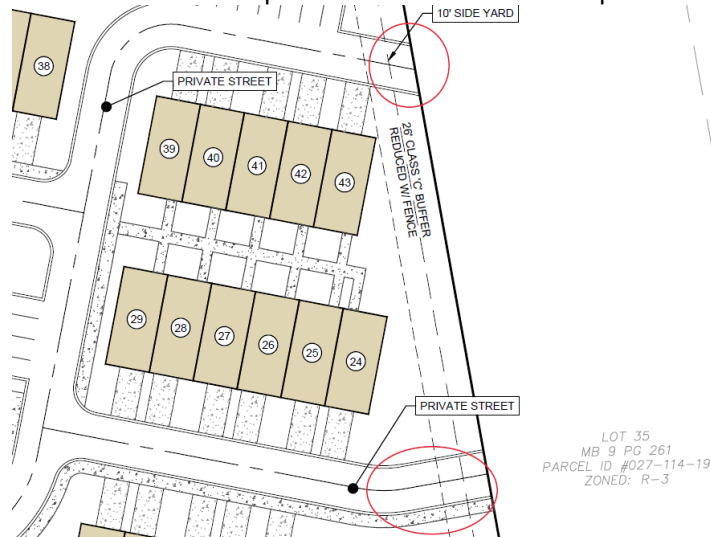 10' SIDE YARD
38
PRIVATE STREET
39
40
41
42
43
26' CLASS 'C' BUFFER
REDUCED W/ FENCE
29
28
27
26
25
24
PRIVATE STREET
LOT 35
MB 9 PG 261
PARCEL ID #027-114-19
ZONED: R-3